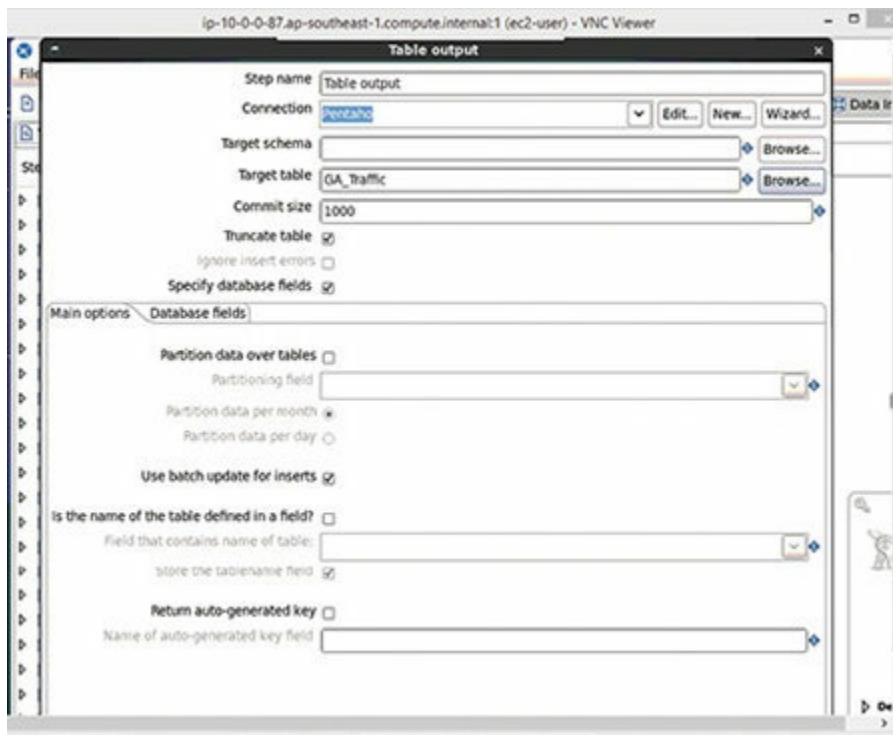 ip-10-0-0-87.ap-southeast-1.compute.internal:1 (ec2-user) - VNC Viewer
Table output
File
Step name Table output
Connection Pentaho Edit... New... Wizard...
Data In
Target schema Browse...
Target table GA_Traffic Browse...
Ste
Commit size 1000
Truncate table
Ignore insert errors
Specify database fields
Main options Database fields
Partition data over tables
Partitioning field
Partition data per month
Partition data per day
Use batch update for inserts
Is the name of the table defined in a field?
Field that contains name of table:
Store the tablename field
Return auto-generated key
Name of auto-generated key field